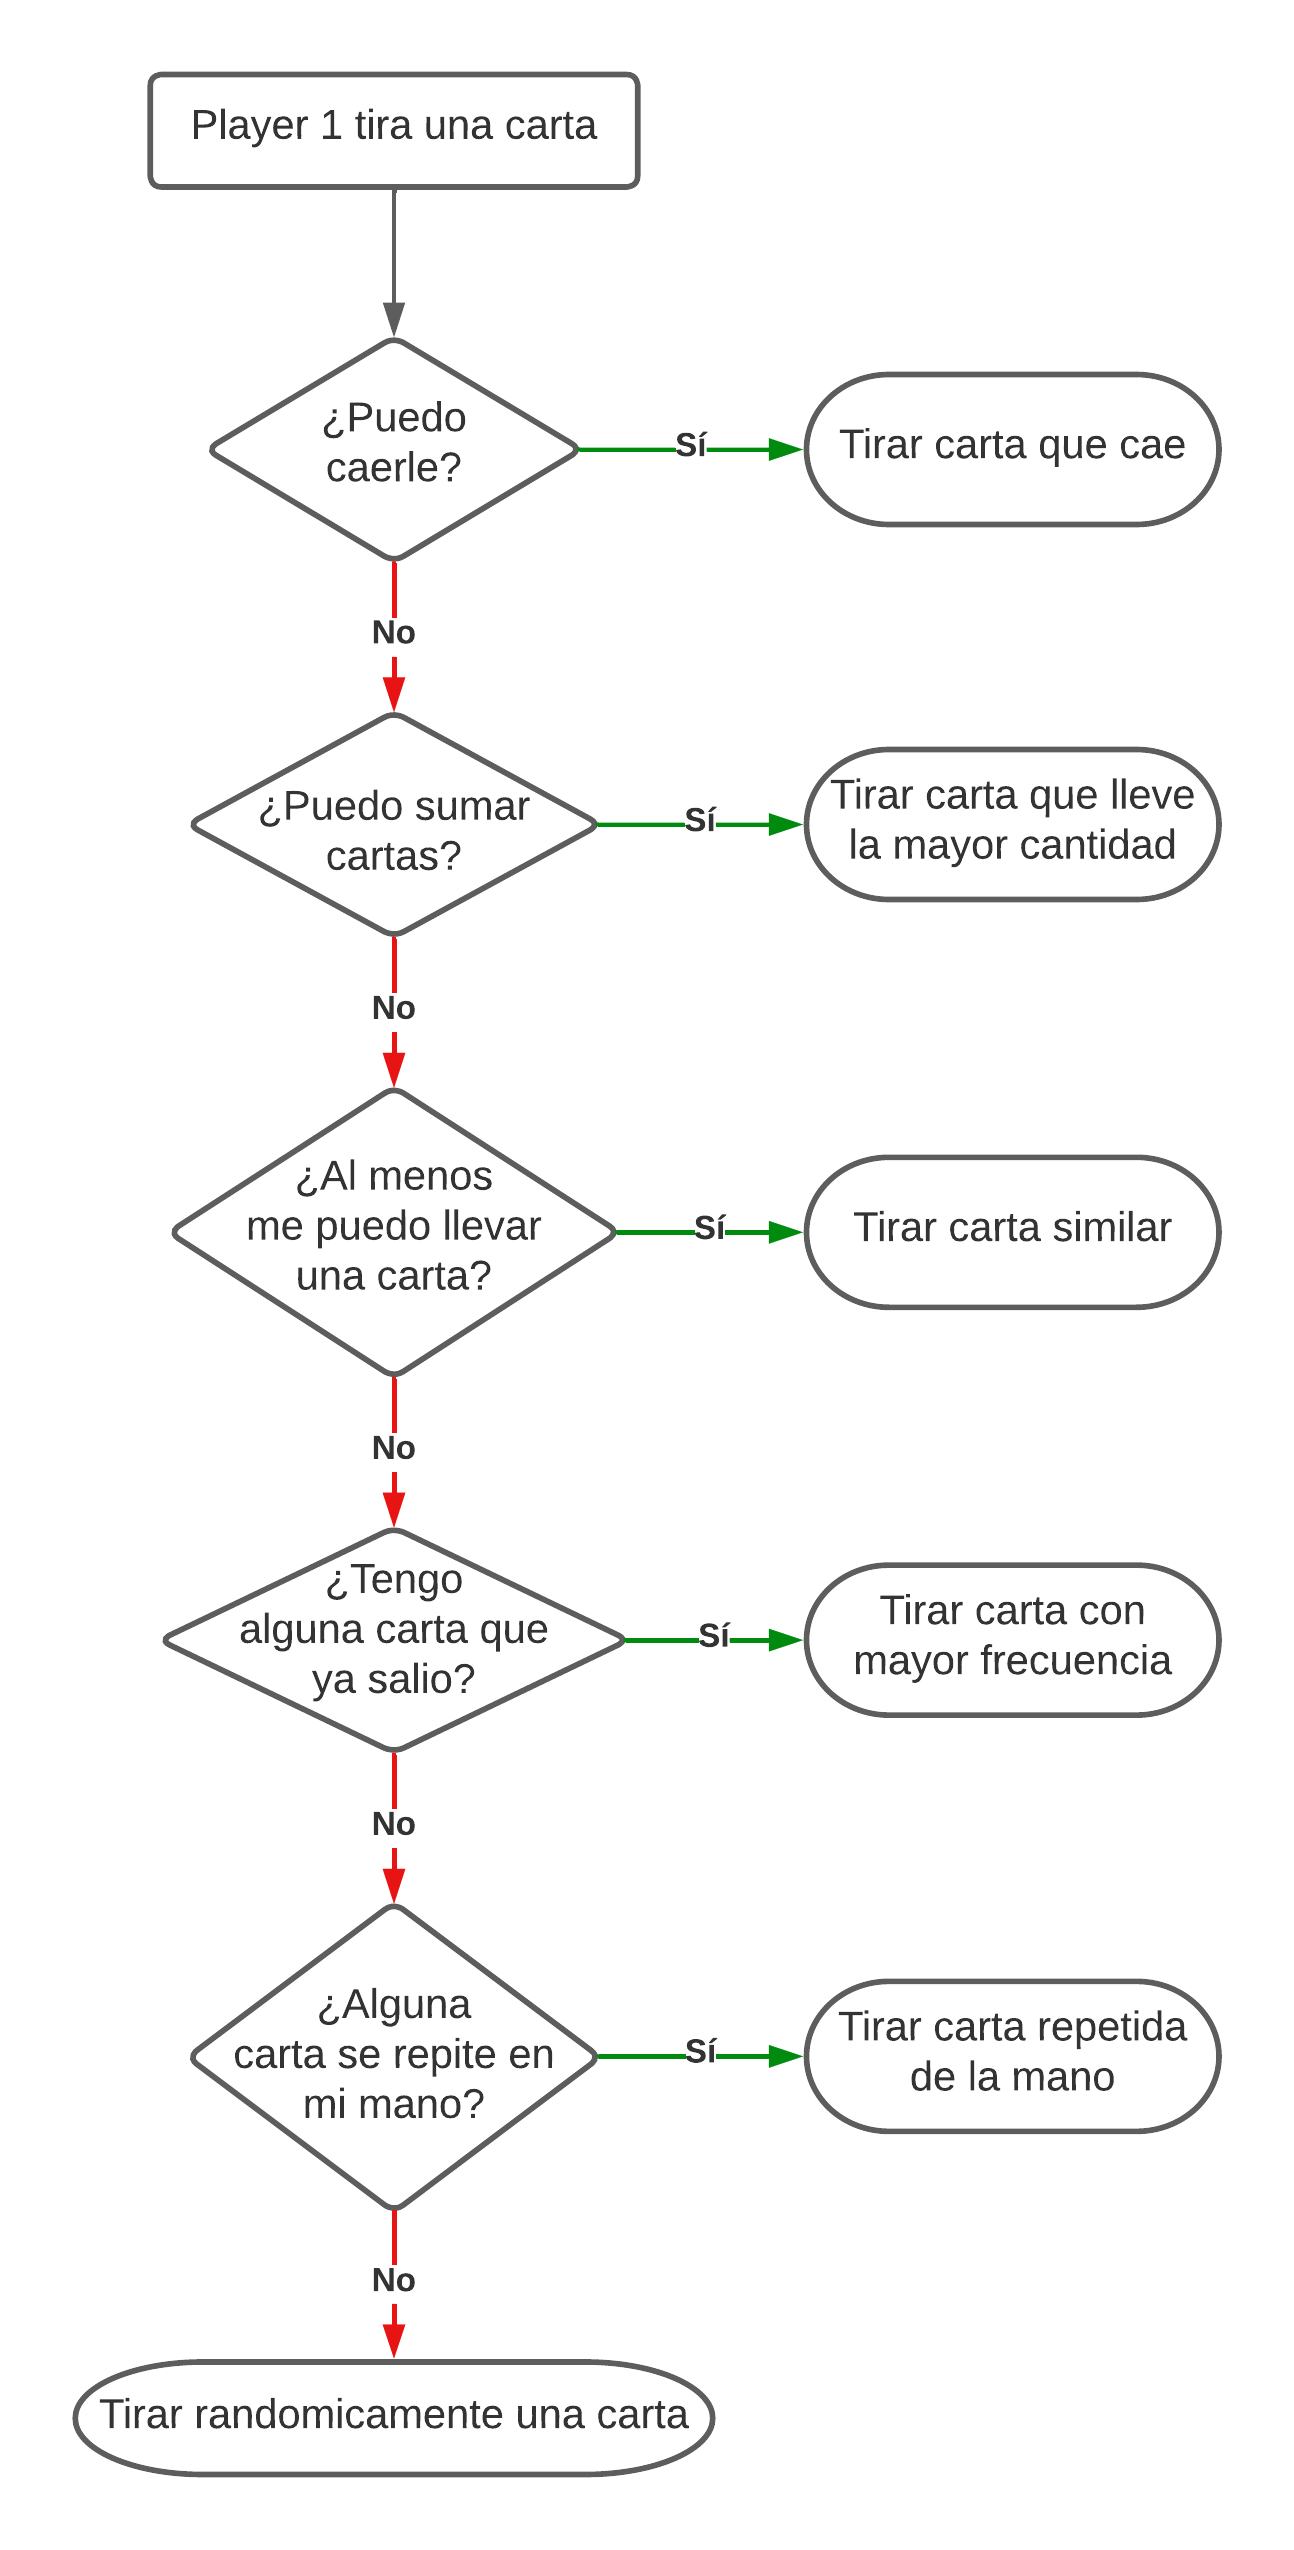 Player 1 tira una carta
¿Puedo
caerle?
Sí
Tirar carta que cae
No
¿Puedo sumar
cartas?
Sí
Tirar carta que lleve
la mayor cantidad
No
¿Al menos
me puedo llevar
una carta?
Sí
Tirar carta similar
No
¿Tengo
alguna carta que
ya salio?
Sí
Tirar carta con
mayor frecuencia
No
¿Alguna
carta se repite en
mi mano?
Sí
Tirar carta repetida
de la mano
No
Tirar randomicamente una carta